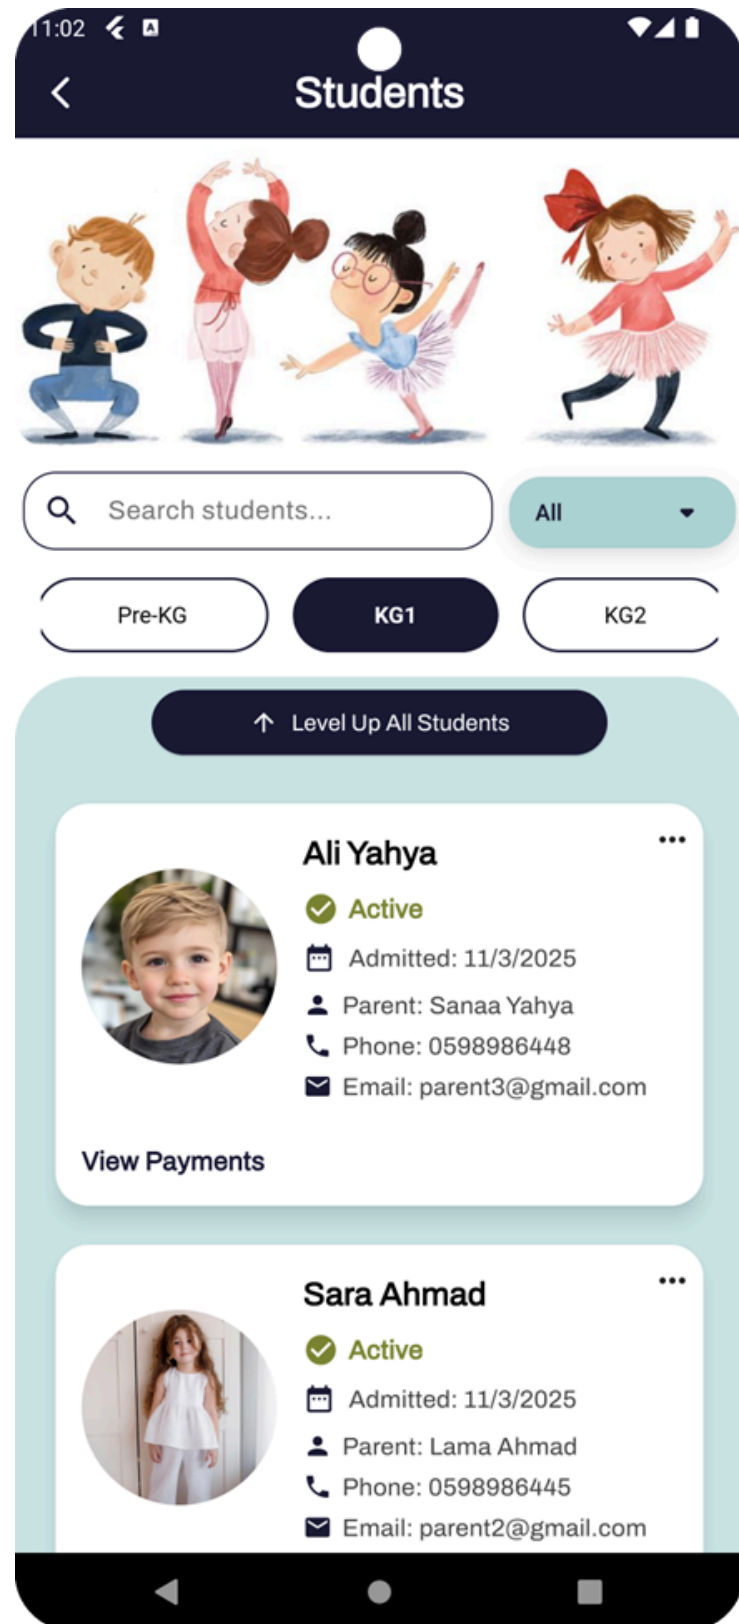 11:02
Students
Search students...
All
Pre-KG
KG1
KG2
Level Up All Students
Ali Yahya
Active
Admitted: 11/3/2025
Parent: Sanaa Yahya
Phone: 0598986448
Email: parent3@gmail.com
View Payments
Sara Ahmad
Active
Admitted: 11/3/2025
Parent: Lama Ahmad
Phone: 0598986445
Email: parent2@gmail.com